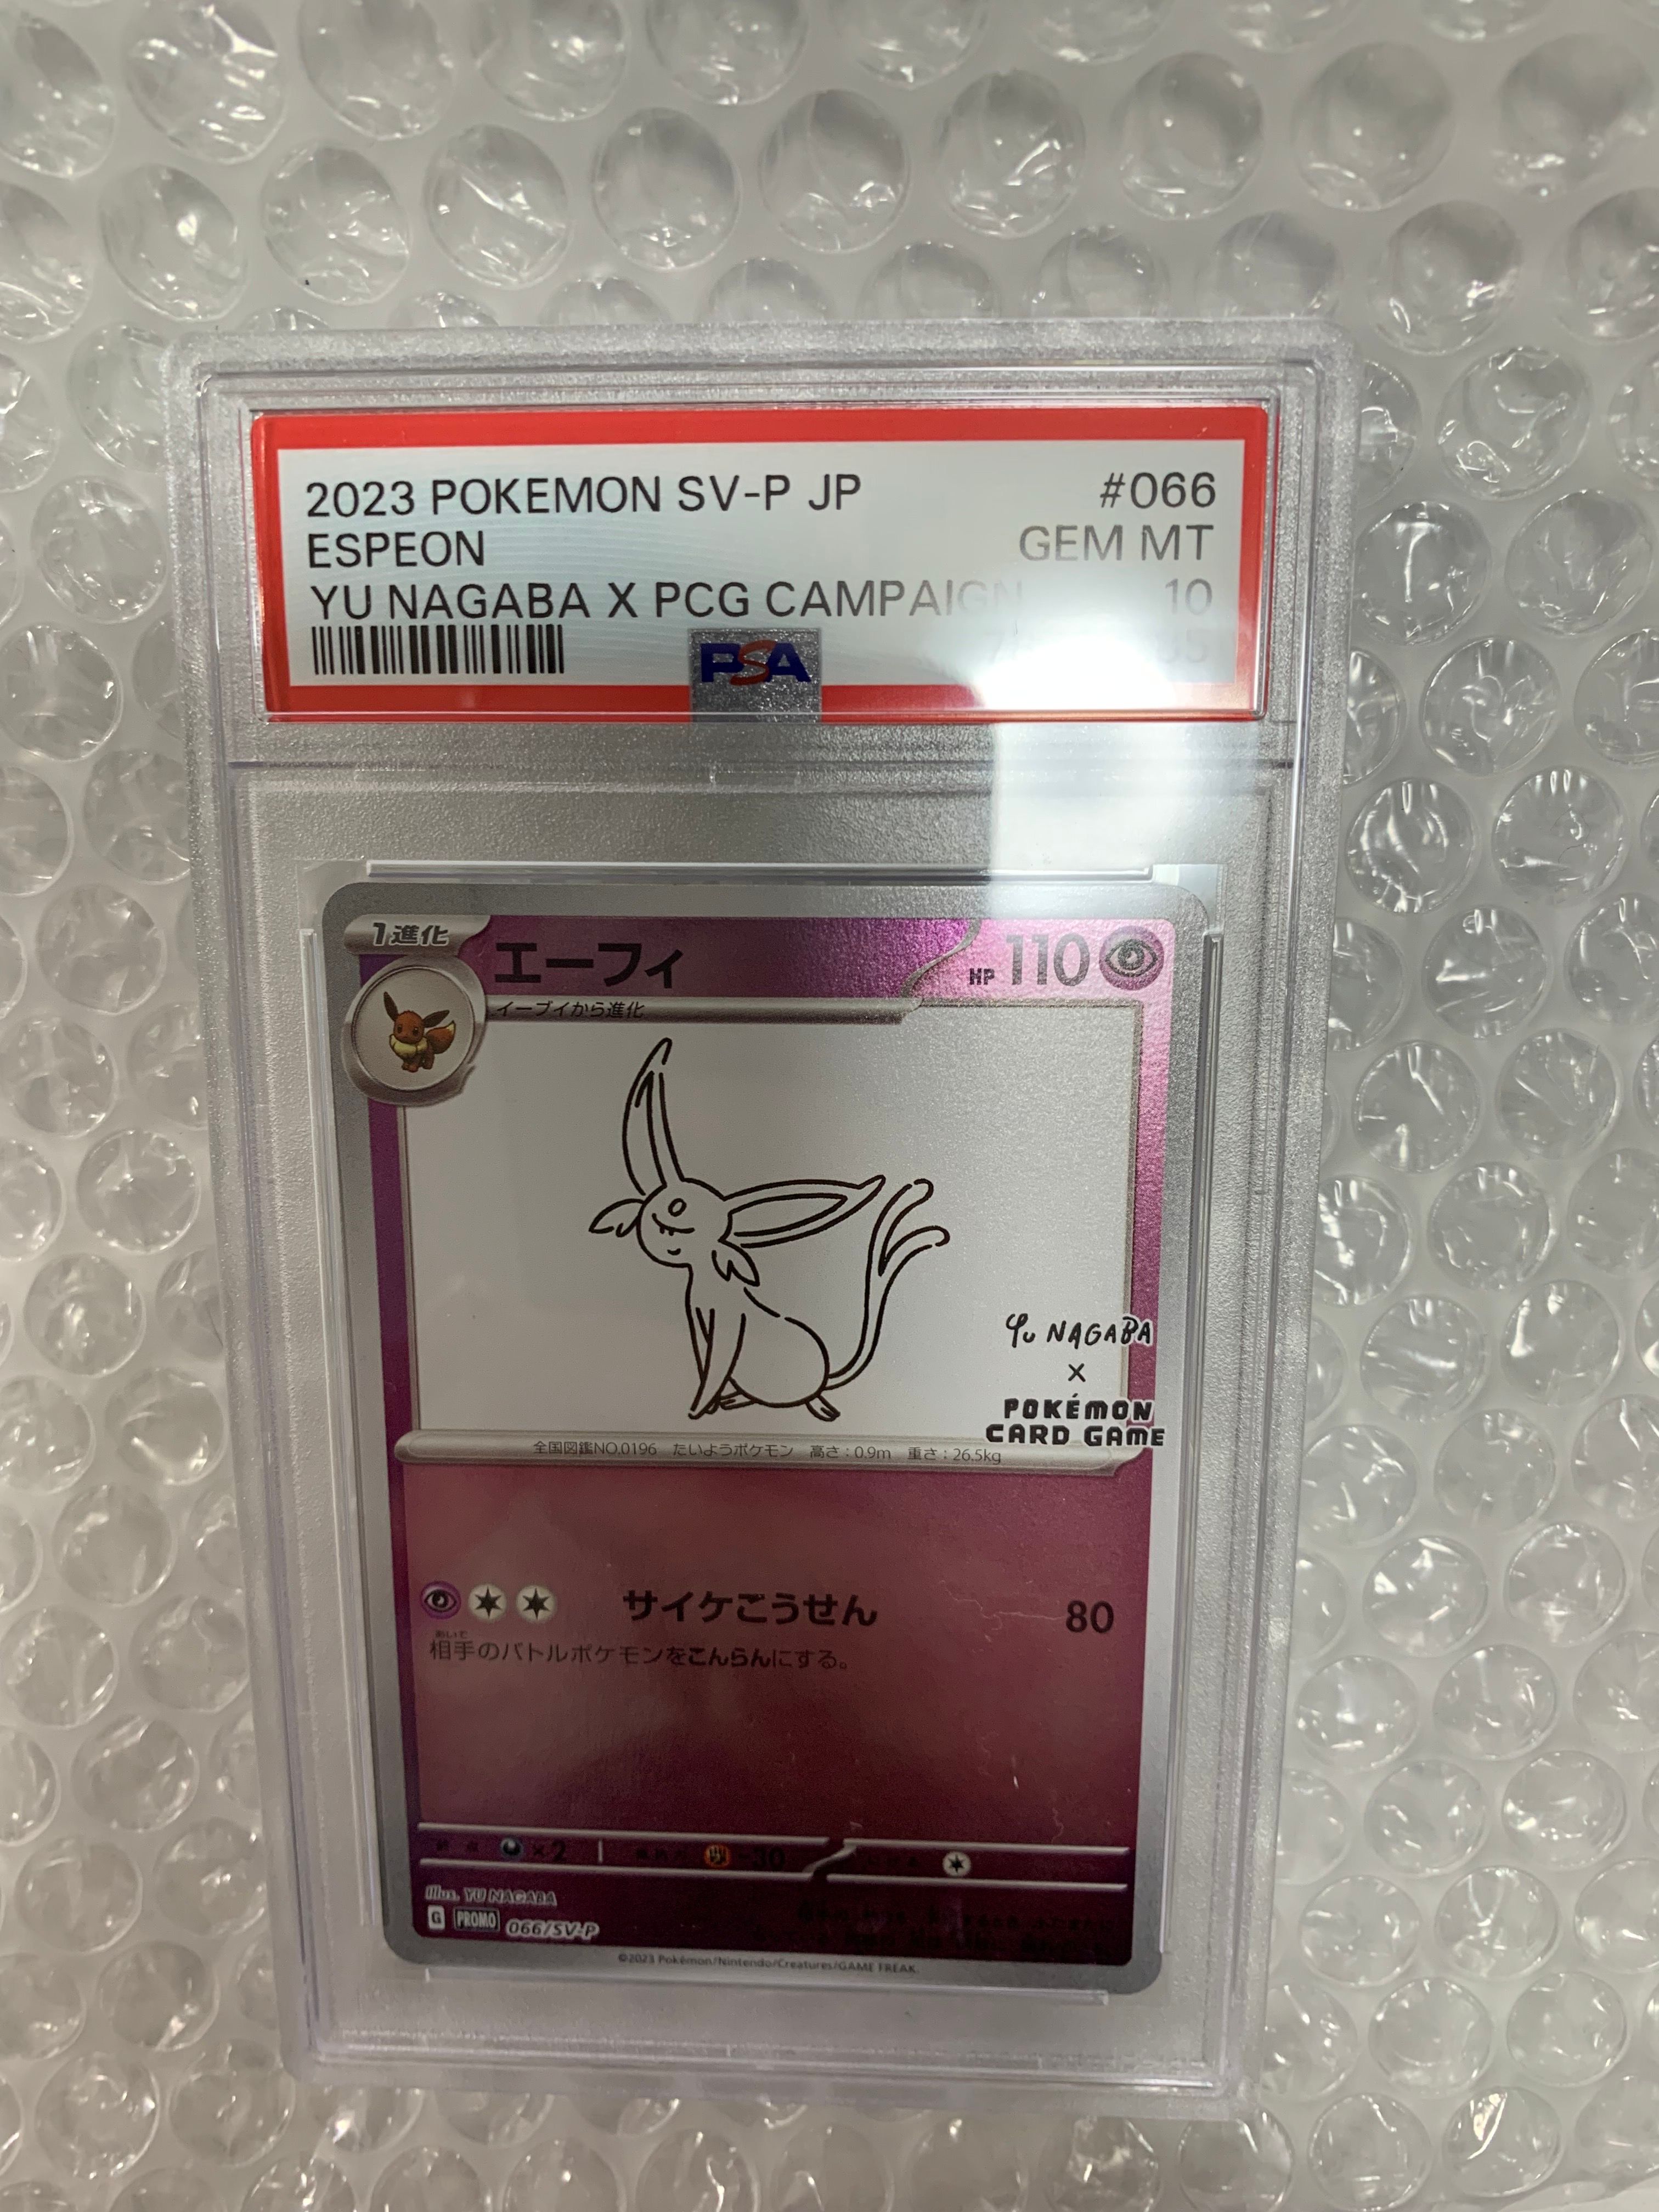 2023 POKEMON SV-P JP #066
ESPEON GEM MT
YU NAGABA X PCG CAMPAIGN 10
PSA
1進化
エーフィ HP 110
イーブイから進化
Yu NAGABA
×
POKÉMON
CARD GAME
全国図鑑NO.0196 たいようポケモン 高さ:0.9m 重さ:26.5kg
サイケこうせん 80
あいて
相手のバトルポケモンをこんらんにする。
×2 -30
Illus. YU NAGABA
G PROMO 066/SV-P
©2023 Pokémon/Nintendo/Creatures/GAME FREAK.